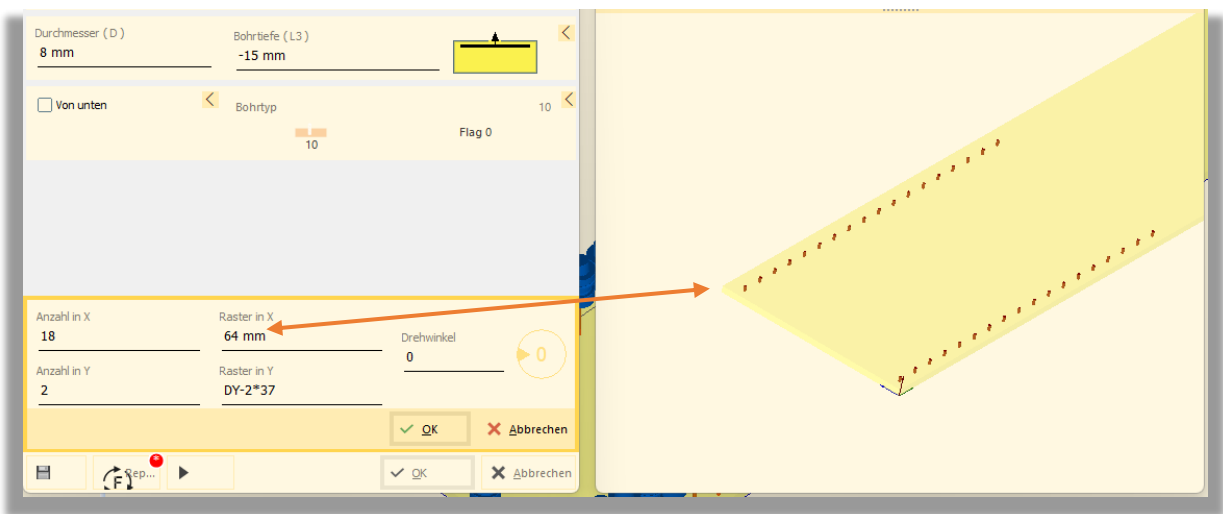 Durchmesser ( D )
8 mm
Bohrtiefe ( L3 )
-15 mm
Von unten
Bohrtyp
10
10
Flag 0
Anzahl in X
18
Raster in X
64 mm
Drehwinkel
0
0
Anzahl in Y
2
Raster in Y
DY-2*37
OK
Abbrechen
F
Rep...
OK
Abbrechen